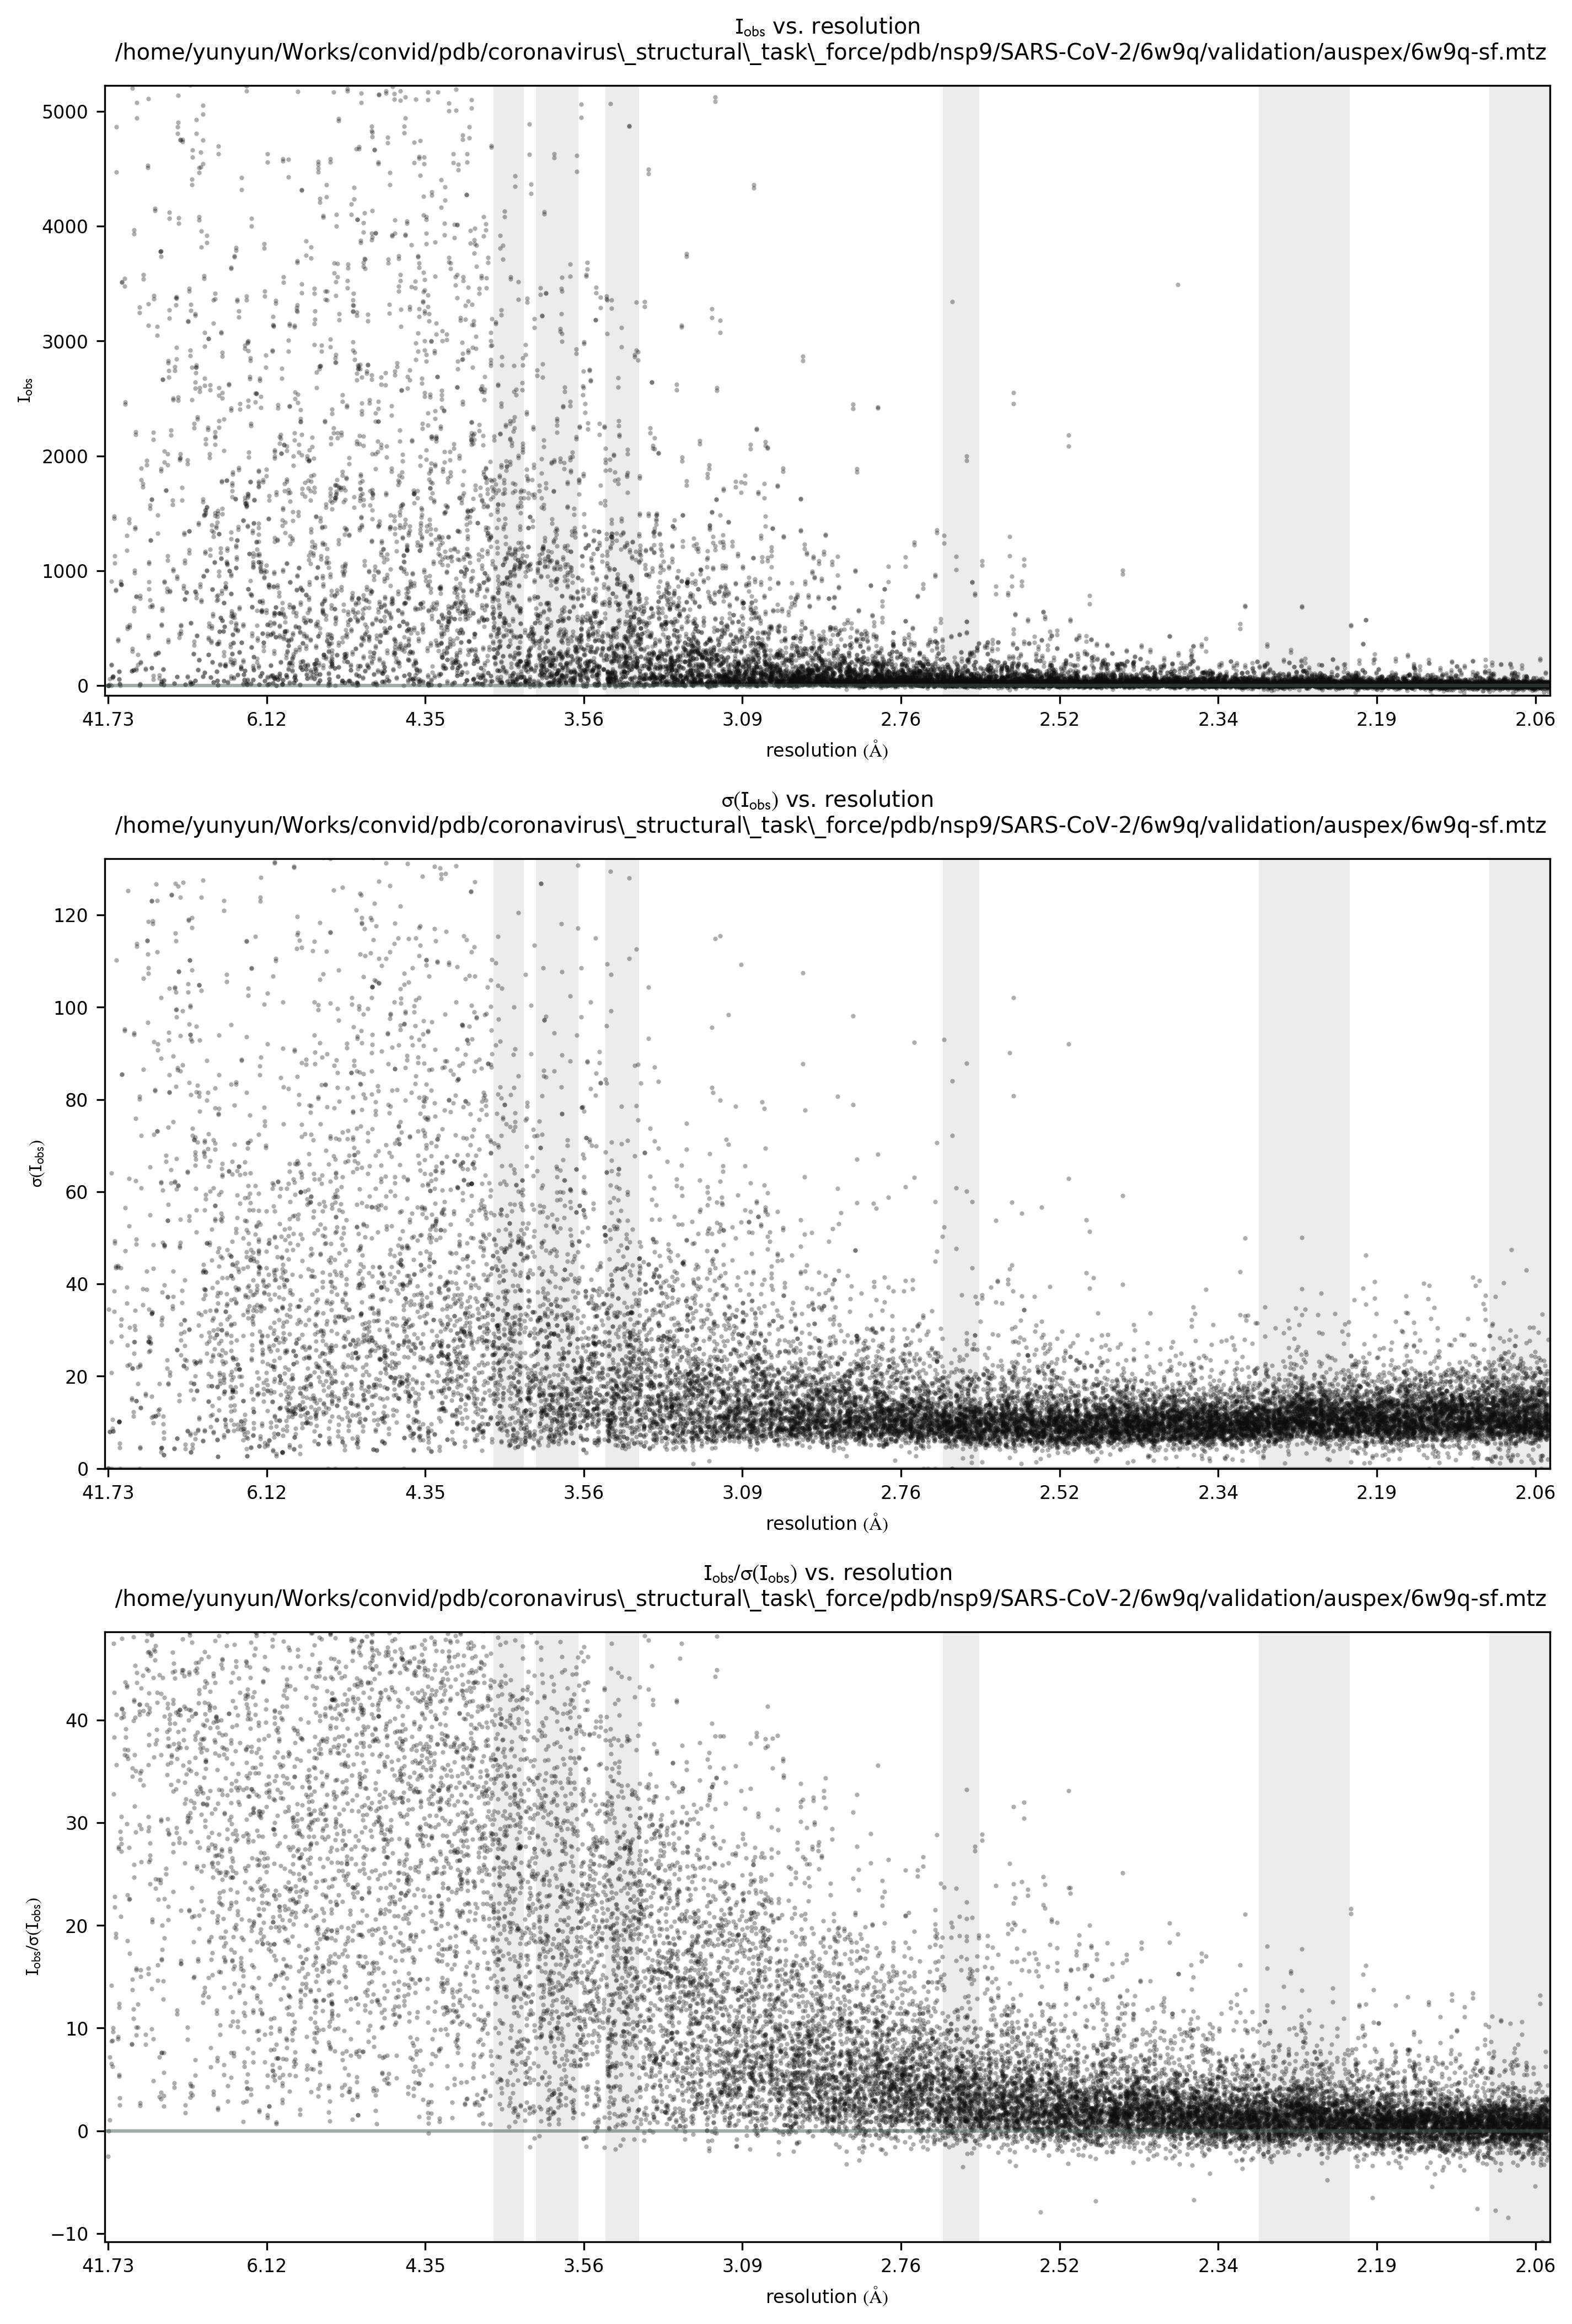 I_obs vs. resolution
/home/yunyun/Works/convid/pdb/coronavirus\_structural\_task\_force/pdb/nsp9/SARS-CoV-2/6w9q/validation/auspex/6w9q-sf.mtz
5000
4000
3000
2000
1000
0
I_obs
41.73 6.12 4.35 3.56 3.09 2.76 2.52 2.34 2.19 2.06
resolution (Å)
σ(I_obs) vs. resolution
/home/yunyun/Works/convid/pdb/coronavirus\_structural\_task\_force/pdb/nsp9/SARS-CoV-2/6w9q/validation/auspex/6w9q-sf.mtz
120
100
80
60
40
20
0
σ(I_obs)
41.73 6.12 4.35 3.56 3.09 2.76 2.52 2.34 2.19 2.06
resolution (Å)
I_obs/σ(I_obs) vs. resolution
/home/yunyun/Works/convid/pdb/coronavirus\_structural\_task\_force/pdb/nsp9/SARS-CoV-2/6w9q/validation/auspex/6w9q-sf.mtz
40
30
20
10
0
−10
I_obs/σ(I_obs)
41.73 6.12 4.35 3.56 3.09 2.76 2.52 2.34 2.19 2.06
resolution (Å)